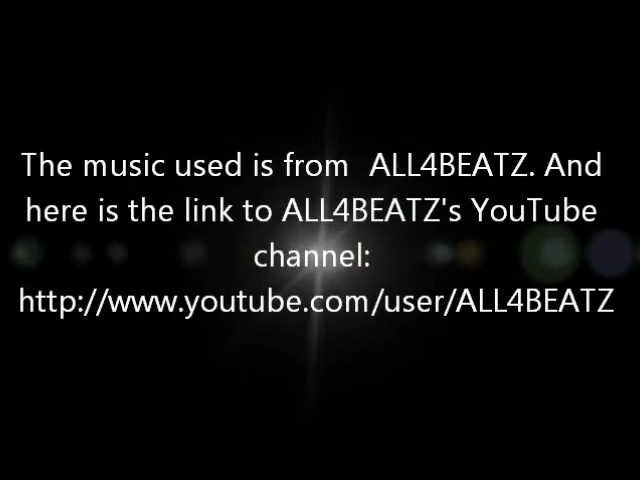 The music used is from  ALL4BEATZ. And
here is the link to ALL4BEATZ's YouTube
channel:
http://www.youtube.com/user/ALL4BEATZ